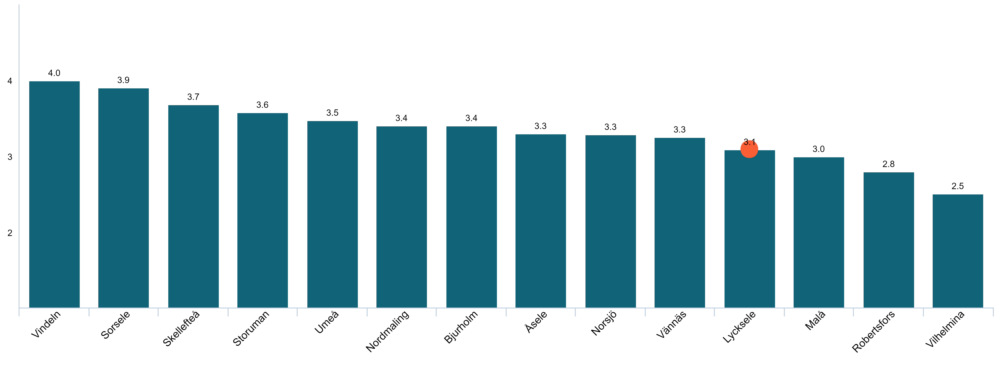 4
3
2
4.0
3.9
3.7
3.6
3.5
3.4
3.4
3.3
3.3
3.3
3.1
3.0
2.8
2.5
Vindeln
Sorsele
Skellefteå
Storuman
Umeå
Nordmaling
Bjurholm
Åsele
Norsjö
Vännäs
Lycksele
Malå
Robertsfors
Vilhelmina